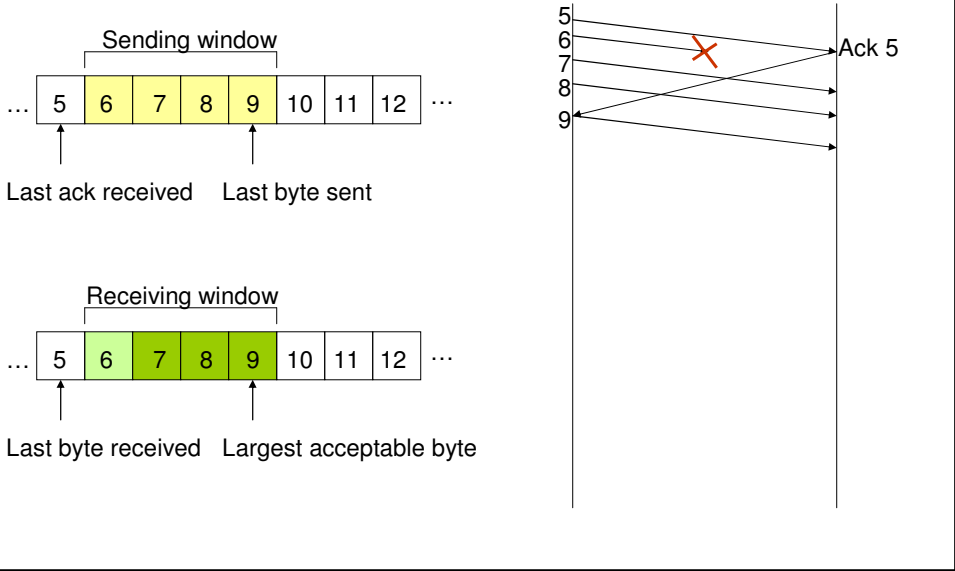 Sending window
… 5 6 7 8 9 10 11 12 …
Last ack received Last byte sent
Receiving window
… 5 6 7 8 9 10 11 12 …
Last byte received Largest acceptable byte
5
6
7
8
9
Ack 5